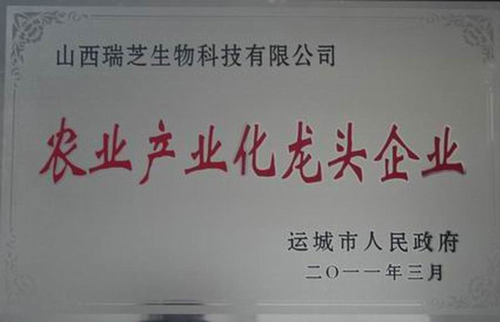 山西瑞芝生物科技有限公司
农业产业化龙头企业
运城市人民政府
二〇一一年三月